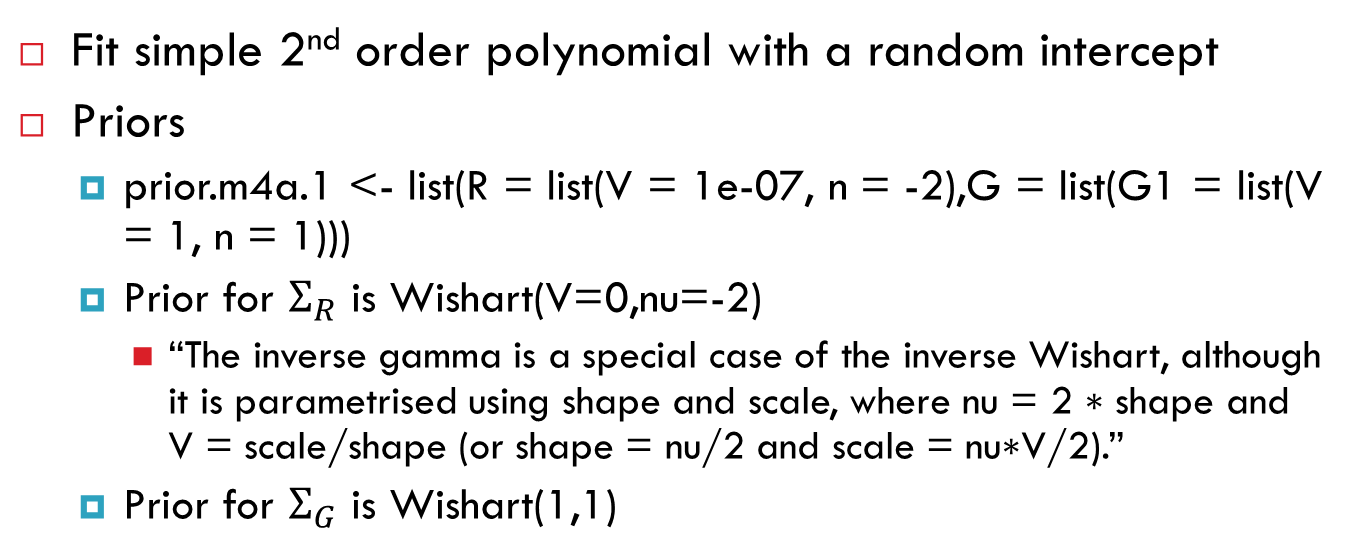 Fit simple 2nd order polynomial with a random intercept
Priors
prior.m4a.1 <- list(R = list(V = 1e-07, n = -2),G = list(G1 = list(V
= 1, n = 1)))
Prior for Σ_R is Wishart(V=0,nu=-2)
“The inverse gamma is a special case of the inverse Wishart, although
it is parametrised using shape and scale, where nu = 2 ∗ shape and
V = scale/shape (or shape = nu/2 and scale = nu∗V/2).”
Prior for Σ_G is Wishart(1,1)